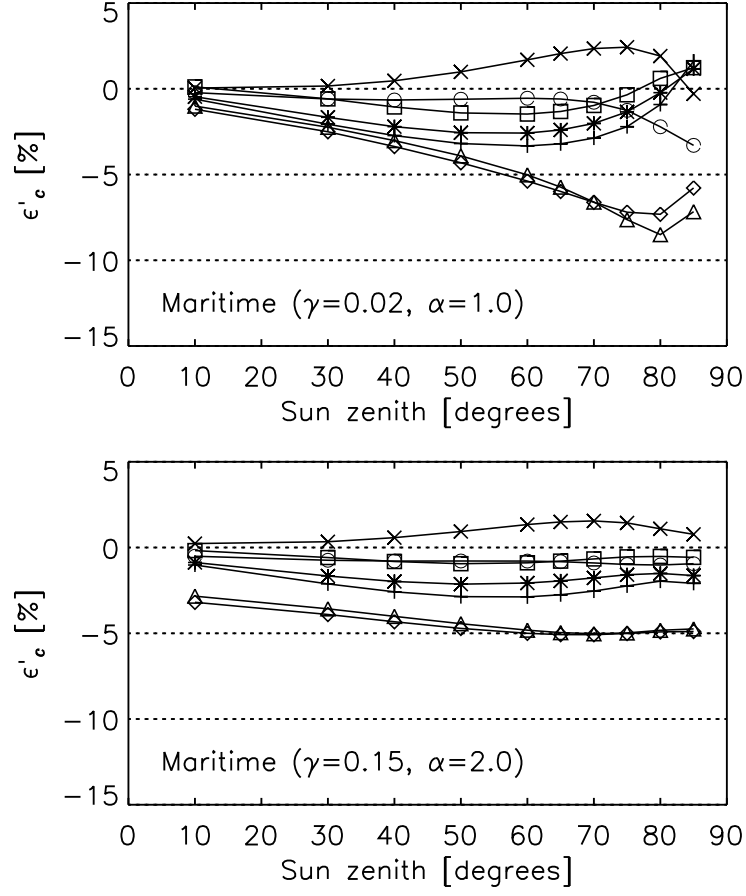 5
0
−5
−10
−15
ϵ'c [%]
Maritime (γ=0.02, α=1.0)
0 10 20 30 40 50 60 70 80 90
Sun zenith [degrees]
5
0
−5
−10
−15
ϵ'c [%]
Maritime (γ=0.15, α=2.0)
0 10 20 30 40 50 60 70 80 90
Sun zenith [degrees]